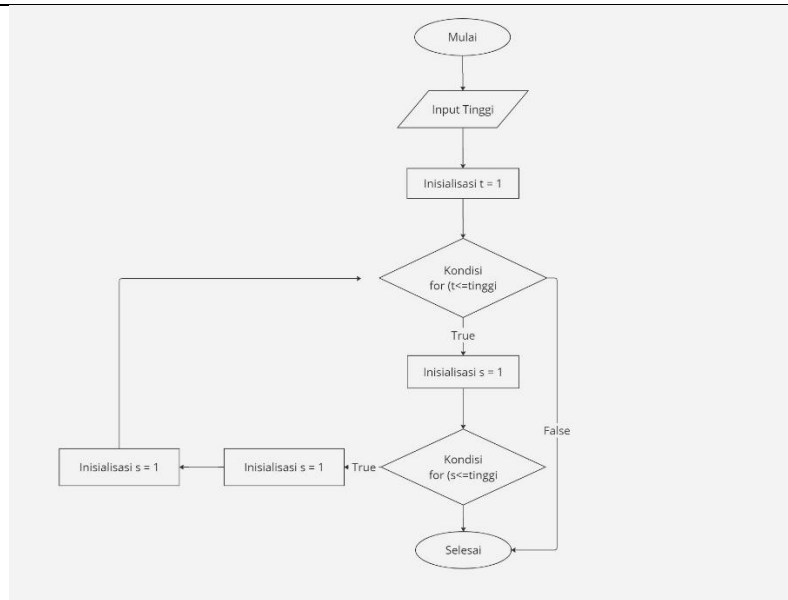 Mulai
Input Tinggi
Inisialisasi t = 1
Kondisi
for (t<=tinggi
True
Inisialisasi s = 1
False
Kondisi
for (s<=tinggi
True
Inisialisasi s = 1
Inisialisasi s = 1
Selesai